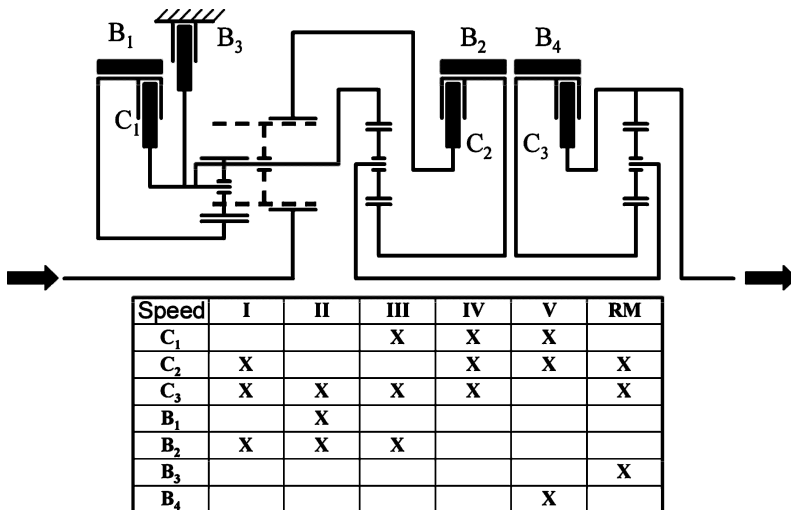 B₁
B₃
B₂
B₄
C₁
C₂
C₃
Speed I II III IV V RM
C₁ X X X
C₂ X X X X
C₃ X X X X X
B₁ X
B₂ X X X
B₃ X
B₄ X